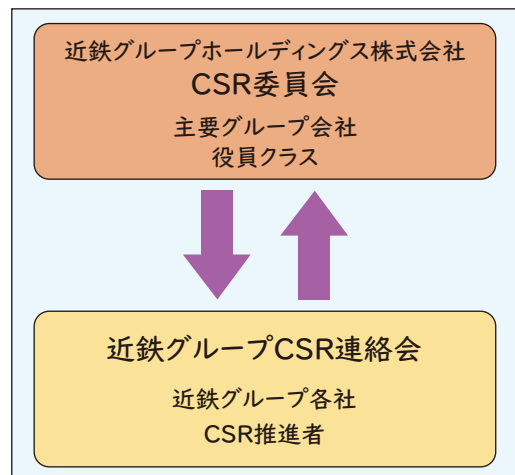 近鉄グループホールディングス株式会社
CSR委員会
主要グループ会社
役員クラス
近鉄グループCSR連絡会
近鉄グループ各社
CSR推進者